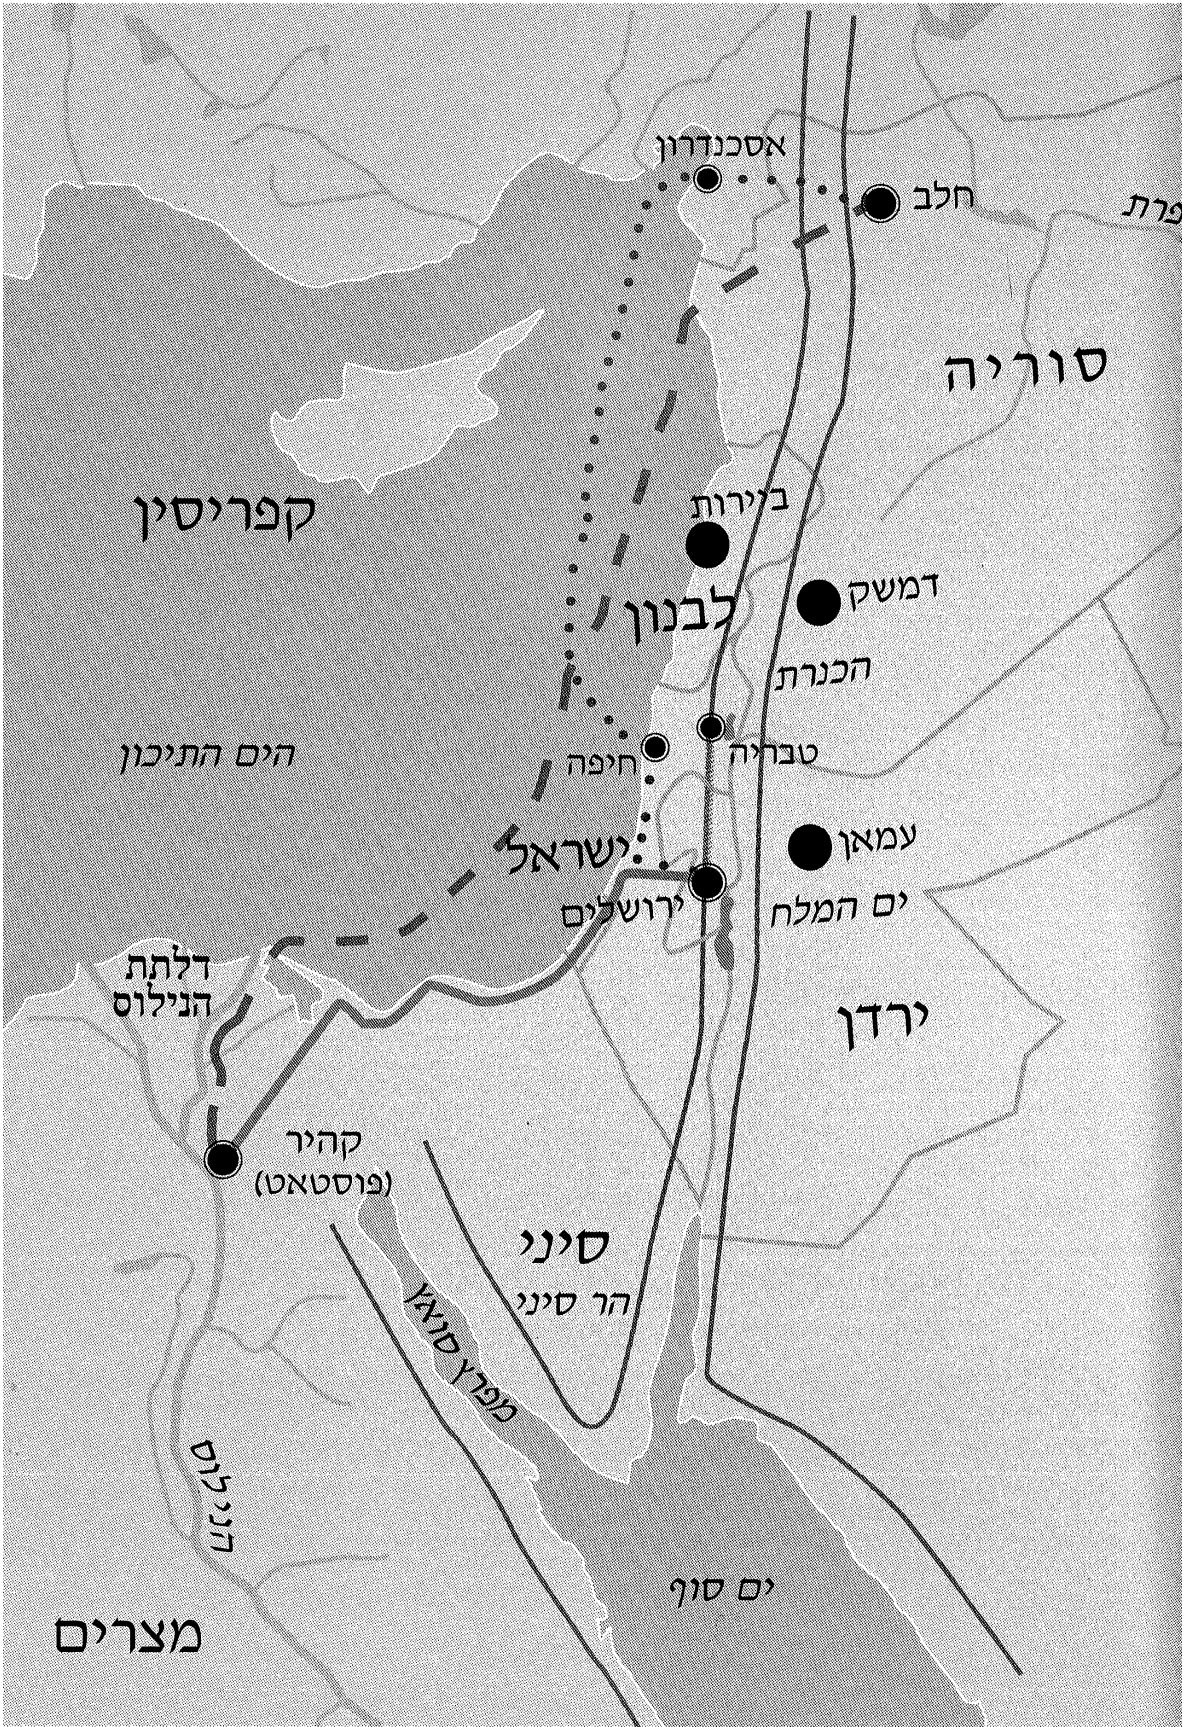 אסכנדרון
חלב
פרת
סוריה
קפריסין
ביירות
דמשק
לבנון
הכנרת
הים התיכון
חיפה
טבריה
ישראל
עמאן
ירושלים
ים המלח
דלתת
הנילוס
ירדן
קהיר
(פוסטאט)
סיני
הר סיני
מפרץ סואץ
הנילוס
ים סוף
מצרים